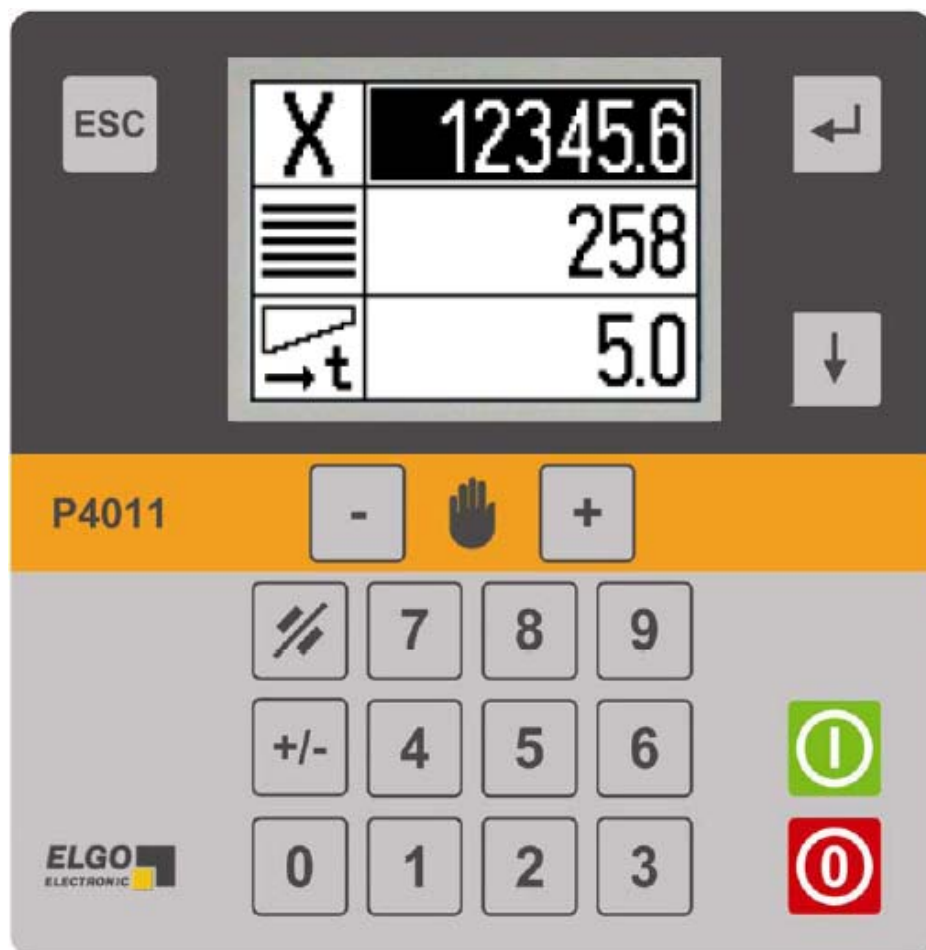 ESC
X 12345.6
258
t 5.0
P4011 - +
7 8 9
+/- 4 5 6
0 1 2 3
ELGO
ELECTRONIC